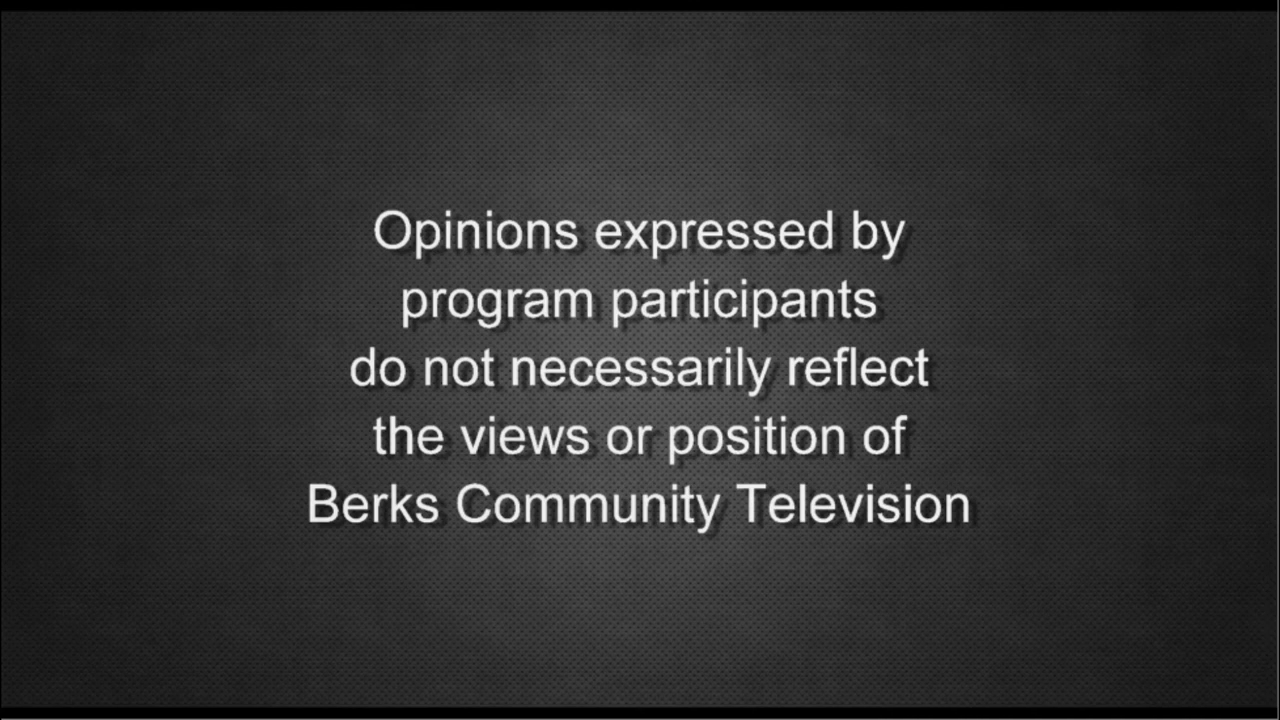 Opinions expressed by
program participants
do not necessarily reflect
the views or position of
Berks Community Television